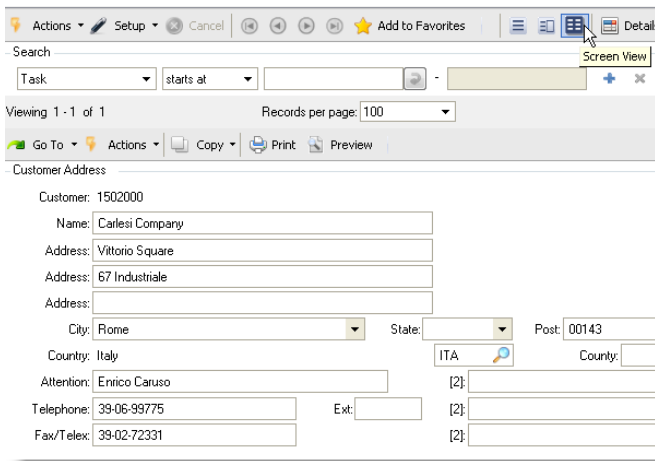 Actions Setup Cancel Add to Favorites Detail
Screen View
Search
Task starts at -
Viewing 1 - 1 of 1 Records per page: 100
Go To Actions Copy Print Preview
Customer Address
Customer: 1502000
Name: Carlesi Company
Address: Vittorio Square
Address: 67 Industriale
Address:
City: Rome State: Post: 00143
Country: Italy ITA County:
Attention: Enrico Caruso [2]:
Telephone: 39-06-99775 Ext: [2]:
Fax/Telex: 39-02-72331 [2]: